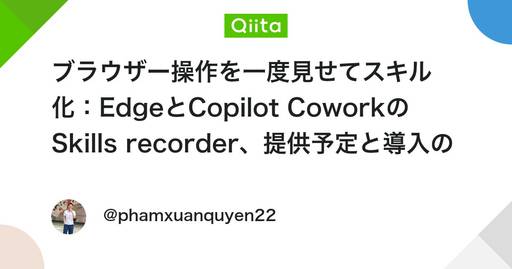 Qiita
ブラウザー操作を一度見せてスキル
化：EdgeとCopilot Coworkの
Skills recorder、提供予定と導入の
@phamxuanquyen22